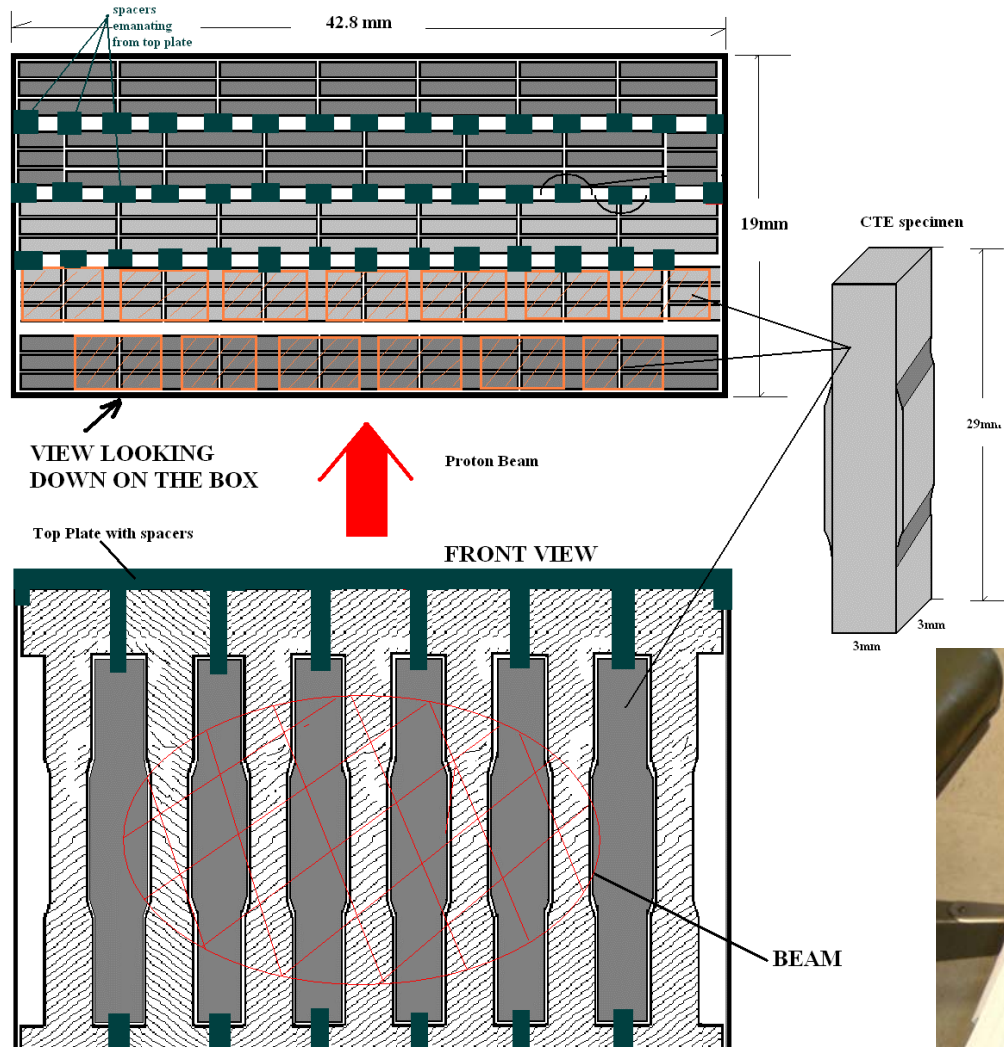 spacers
emanating
from top plate
42.8 mm
19mm
CTE specimen
29mm
3mm
3mm
VIEW LOOKING
DOWN ON THE BOX
Proton Beam
Top Plate with spacers
FRONT VIEW
BEAM